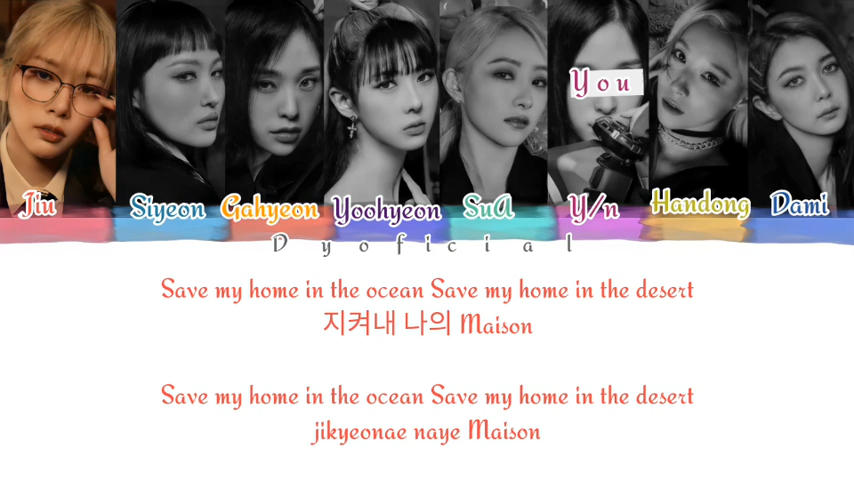 You
Jiu Siyeon Gahyeon Yoohyeon SuA Y/n Handong Dami
Dyoficial
Save my home in the ocean Save my home in the desert
지켜내 나의 Maison
Save my home in the ocean Save my home in the desert
jikyeonae naye Maison